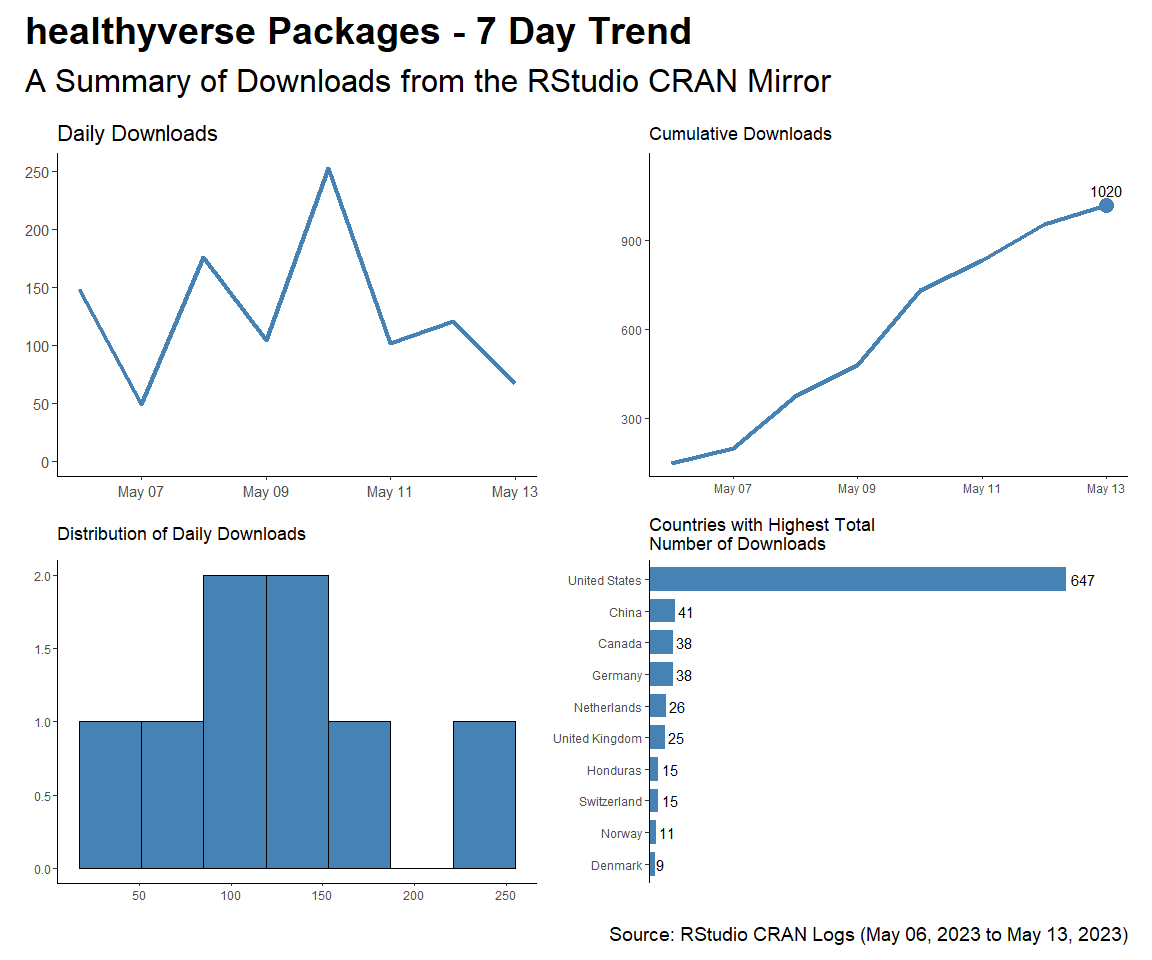 healthyverse Packages - 7 Day Trend
A Summary of Downloads from the RStudio CRAN Mirror
Daily Downloads
250
200
150
100
50
0
May 07 May 09 May 11 May 13
Cumulative Downloads
1020
900
600
300
May 07 May 09 May 11 May 13
Distribution of Daily Downloads
2.0
1.5
1.0
0.5
0.0
50 100 150 200 250
Countries with Highest Total
Number of Downloads
United States 647
China 41
Canada 38
Germany 38
Netherlands 26
United Kingdom 25
Honduras 15
Switzerland 15
Norway 11
Denmark 9
Source: RStudio CRAN Logs (May 06, 2023 to May 13, 2023)